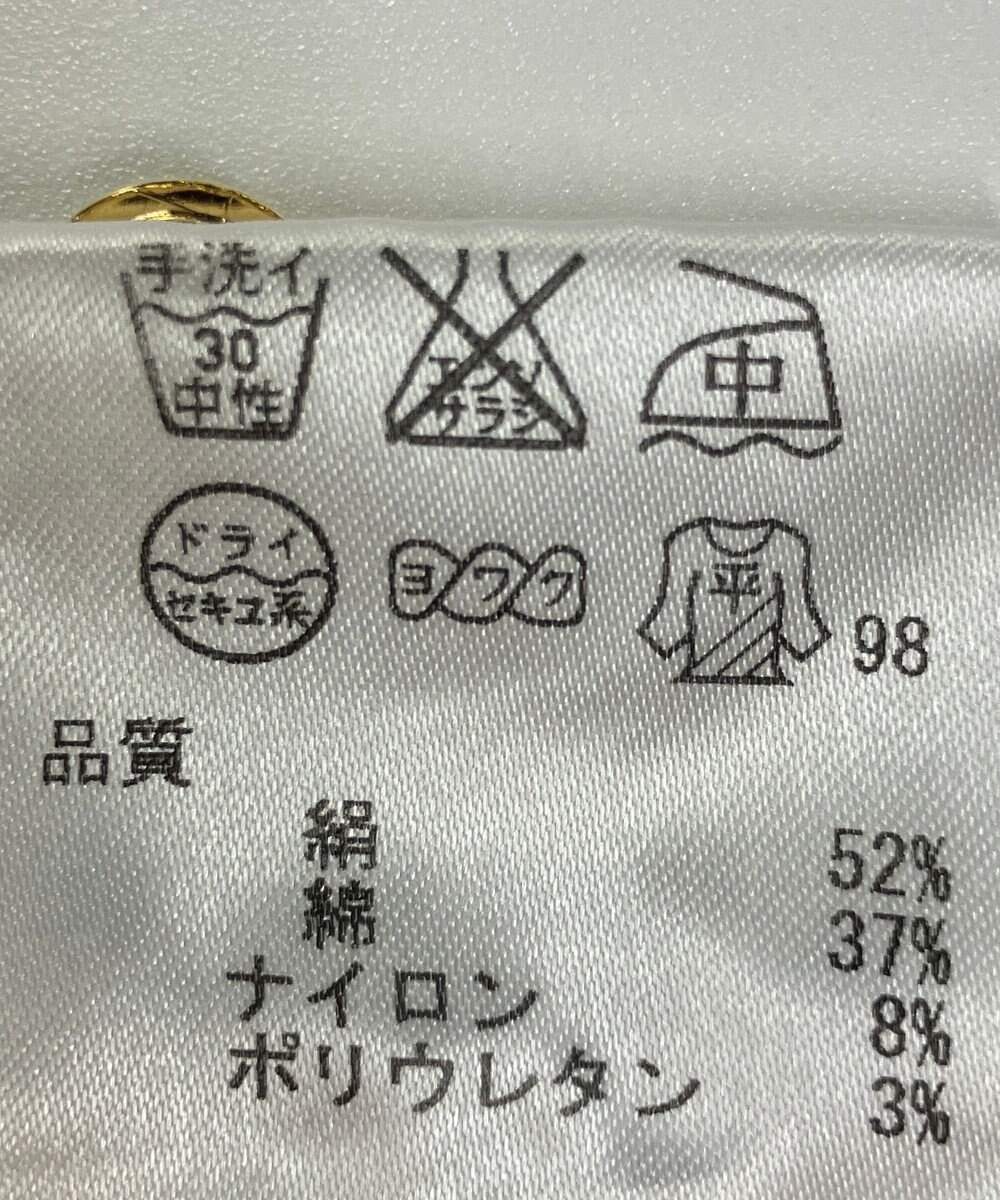 手洗イ
30
中性
エンソ
サラシ
中
ドライ
セキユ系
ヨワク
平
98
品質
絹 52%
綿 37%
ナイロン 8%
ポリウレタン 3%